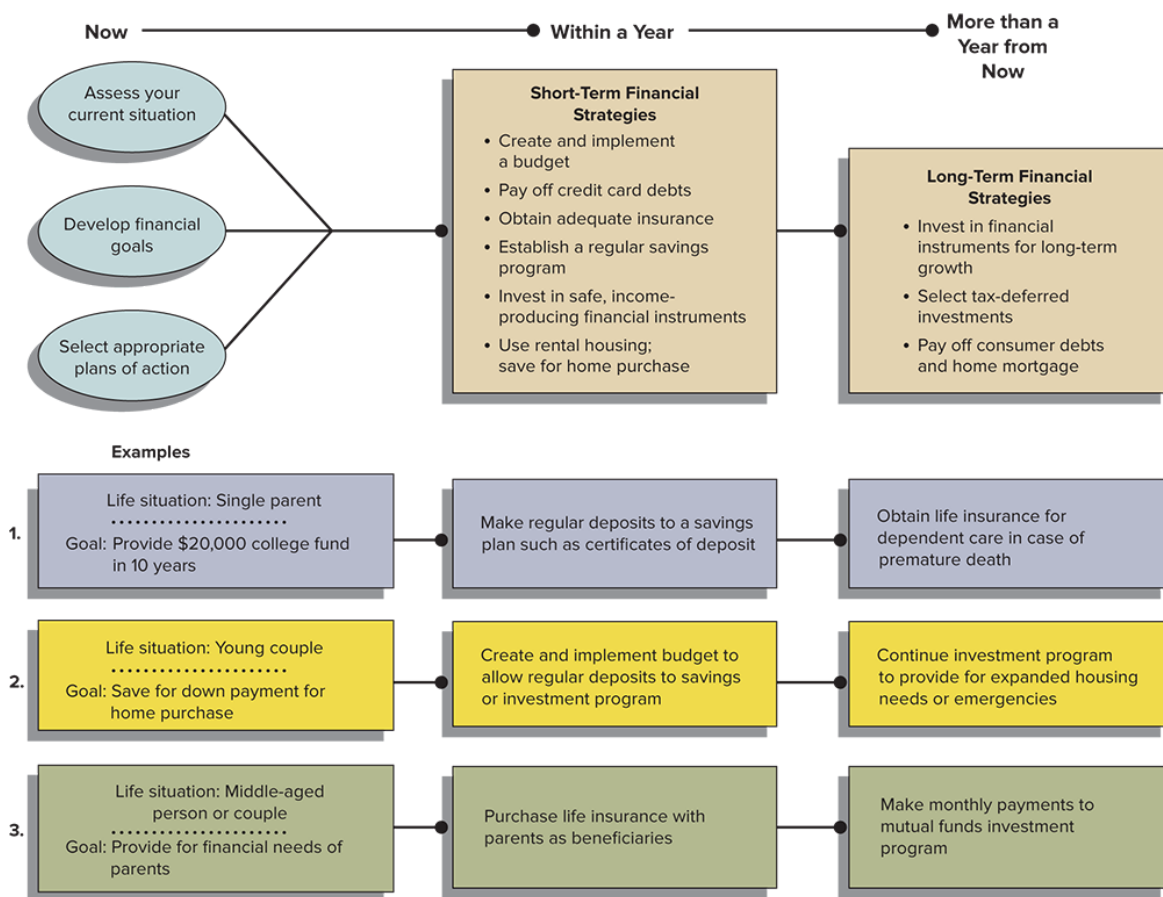 Now
Within a Year
More than a
Year from
Now
Assess your
current situation
Develop financial
goals
Select appropriate
plans of action
Short-Term Financial
Strategies
• Create and implement
a budget
• Pay off credit card debts
• Obtain adequate insurance
• Establish a regular savings
program
• Invest in safe, income-
producing financial instruments
• Use rental housing;
save for home purchase
Long-Term Financial
Strategies
• Invest in financial
instruments for long-term
growth
• Select tax-deferred
investments
• Pay off consumer debts
and home mortgage
Examples
1.
Life situation: Single parent
Goal: Provide $20,000 college fund
in 10 years
Make regular deposits to a savings
plan such as certificates of deposit
Obtain life insurance for
dependent care in case of
premature death
2.
Life situation: Young couple
Goal: Save for down payment for
home purchase
Create and implement budget to
allow regular deposits to savings
or investment program
Continue investment program
to provide for expanded housing
needs or emergencies
3.
Life situation: Middle-aged
person or couple
Goal: Provide for financial needs of
parents
Purchase life insurance with
parents as beneficiaries
Make monthly payments to
mutual funds investment
program